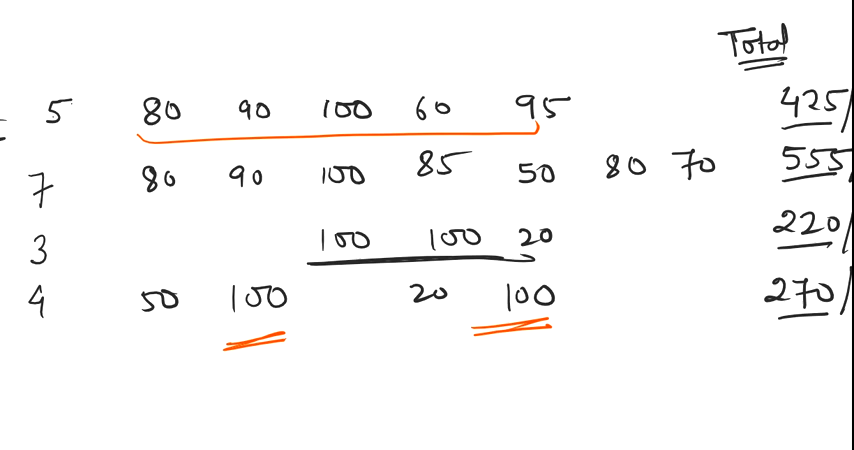 Total
5 80 90 100 60 95 425/
7 80 90 100 85 50 80 70 555/
3 100 100 20 220/
4 50 100 20 100 270/